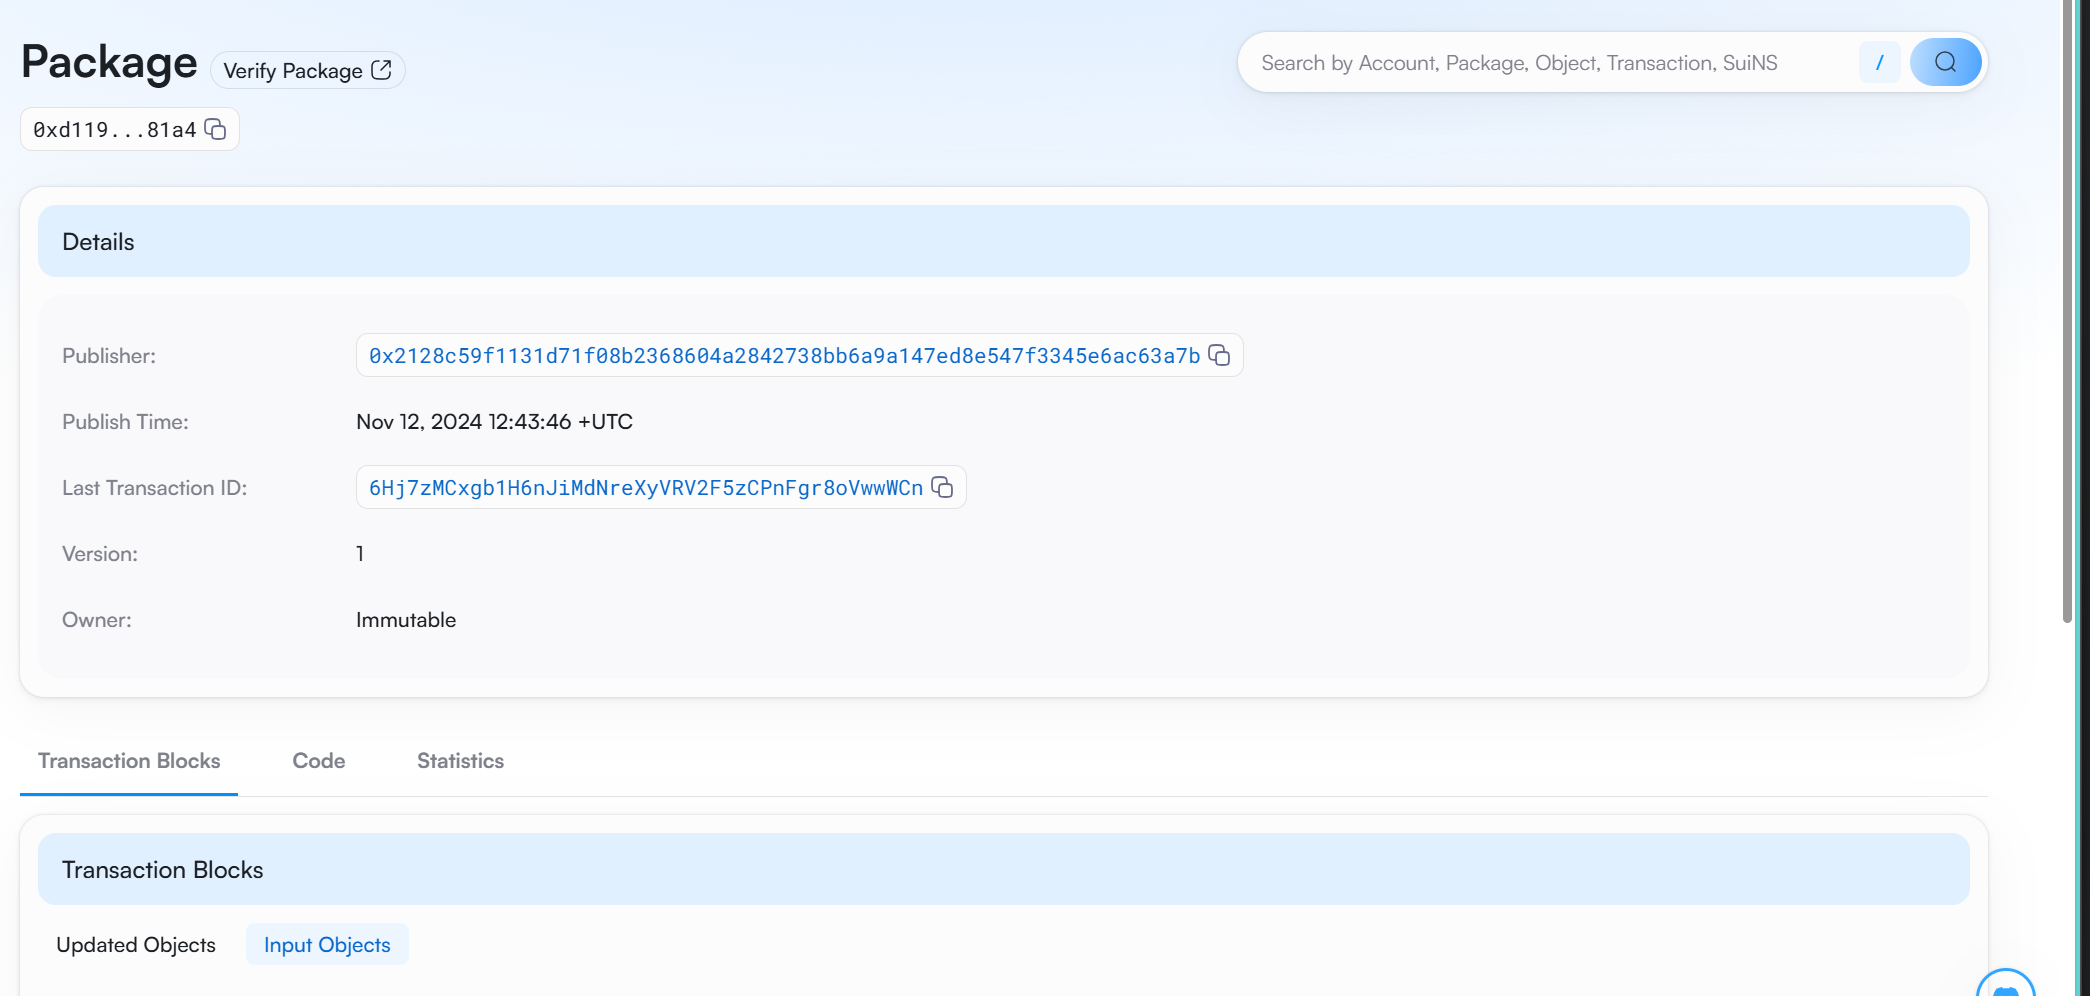 Package
Verify Package
Search by Account, Package, Object, Transaction, SuiNS
/
0xd119...81a4
Details
Publisher:
0x2128c59f1131d71f08b2368604a2842738bb6a9a147ed8e547f3345e6ac63a7b
Publish Time:
Nov 12, 2024 12:43:46 +UTC
Last Transaction ID:
6Hj7zMCxgb1H6nJiMdNreXyVRV2F5zCPnFgr8oVwwWCn
Version:
1
Owner:
Immutable
Transaction Blocks
Code
Statistics
Transaction Blocks
Updated Objects
Input Objects